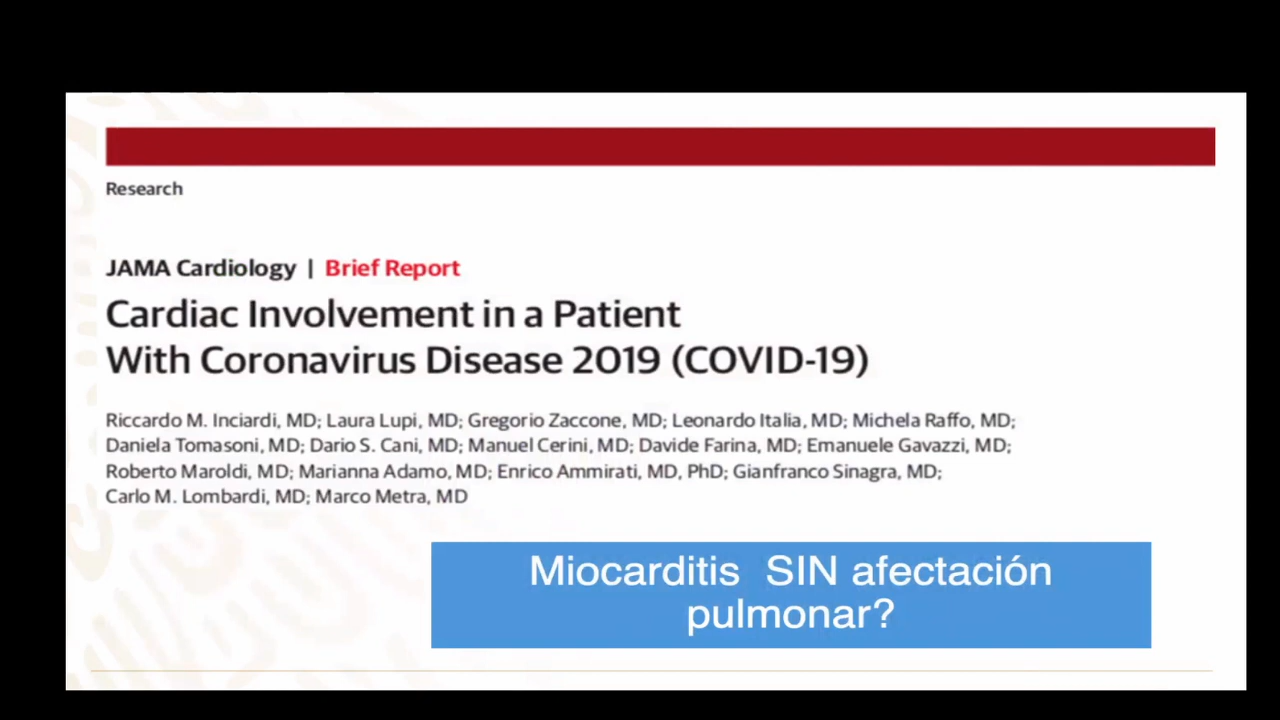 Research
JAMA Cardiology | Brief Report
Cardiac Involvement in a Patient
With Coronavirus Disease 2019 (COVID-19)
Riccardo M. Inciardi, MD; Laura Lupi, MD; Gregorio Zaccone, MD; Leonardo Italia, MD; Michela Raffo, MD;
Daniela Tomasoni, MD; Dario S. Cani, MD; Manuel Cerini, MD; Davide Farina, MD; Emanuele Gavazzi, MD;
Roberto Maroldi, MD; Marianna Adamo, MD; Enrico Ammirati, MD, PhD; Gianfranco Sinagra, MD;
Carlo M. Lombardi, MD; Marco Metra, MD
Miocarditis SIN afectación
pulmonar?